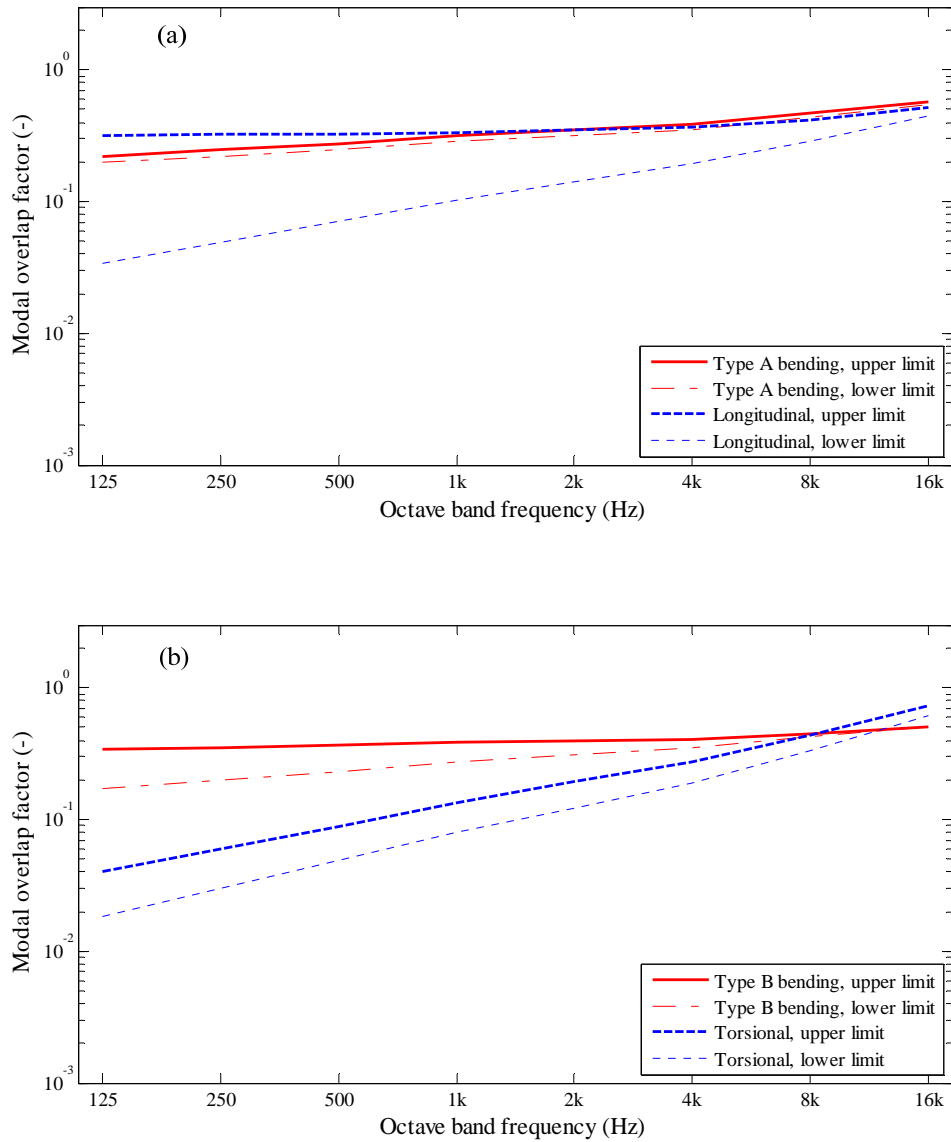 (a)
10^0
10^-1
10^-2
10^-3
Modal overlap factor (-)
Type A bending, upper limit
Type A bending, lower limit
Longitudinal, upper limit
Longitudinal, lower limit
125 250 500 1k 2k 4k 8k 16k
Octave band frequency (Hz)
(b)
10^0
10^-1
10^-2
10^-3
Modal overlap factor (-)
Type B bending, upper limit
Type B bending, lower limit
Torsional, upper limit
Torsional, lower limit
125 250 500 1k 2k 4k 8k 16k
Octave band frequency (Hz)